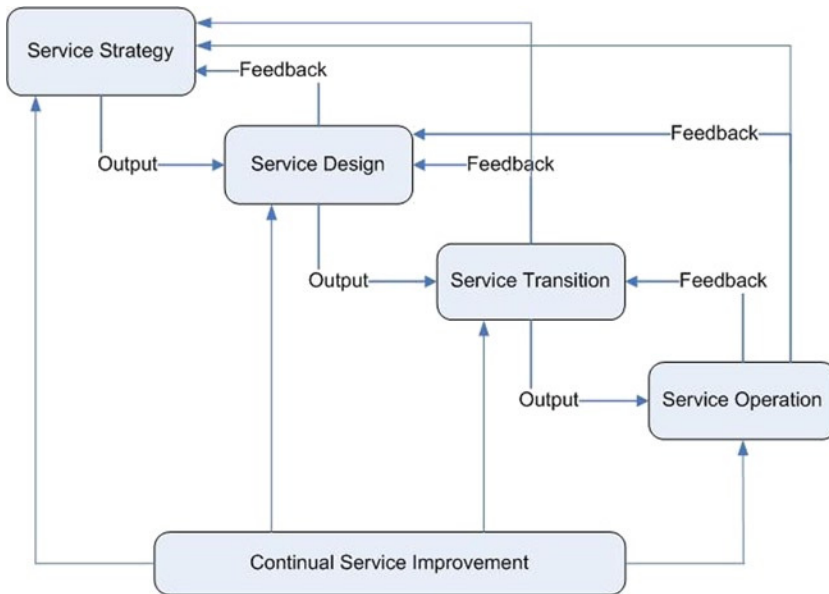 Service Strategy
Feedback
Feedback
Output
Service Design
Feedback
Output
Service Transition
Feedback
Output
Service Operation
Continual Service Improvement